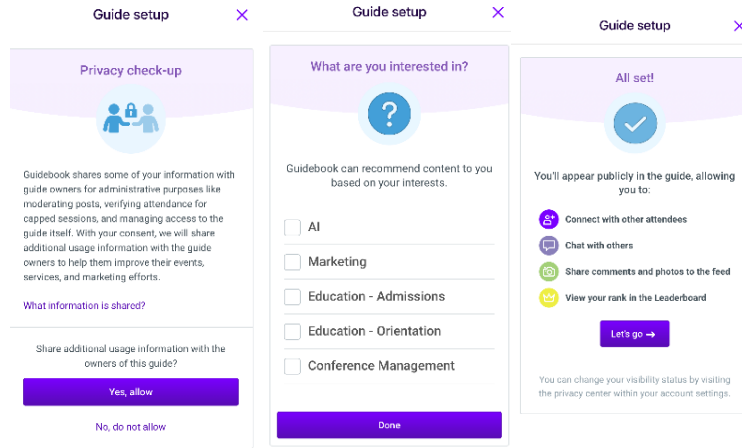 Guide setup
Privacy check-up
Guidebook shares some of your information with
guide owners for administrative purposes like
moderating posts, verifying attendance for
capped sessions, and managing access to the
guide itself. With your consent, we will share
additional usage information with the guide
owners to help them improve their events,
services, and marketing efforts.
What information is shared?
Share additional usage information with the
owners of this guide?
Yes, allow
No, do not allow
Guide setup
What are you interested in?
?
Guidebook can recommend content to you
based on your interests.
AI
Marketing
Education - Admissions
Education - Orientation
Conference Management
Done
Guide setup
All set!
You'll appear publicly in the guide, allowing
you to:
Connect with other attendees
Chat with others
Share comments and photos to the feed
View your rank in the Leaderboard
Let's go →
You can change your visibility status by visiting
the privacy center within your account settings.